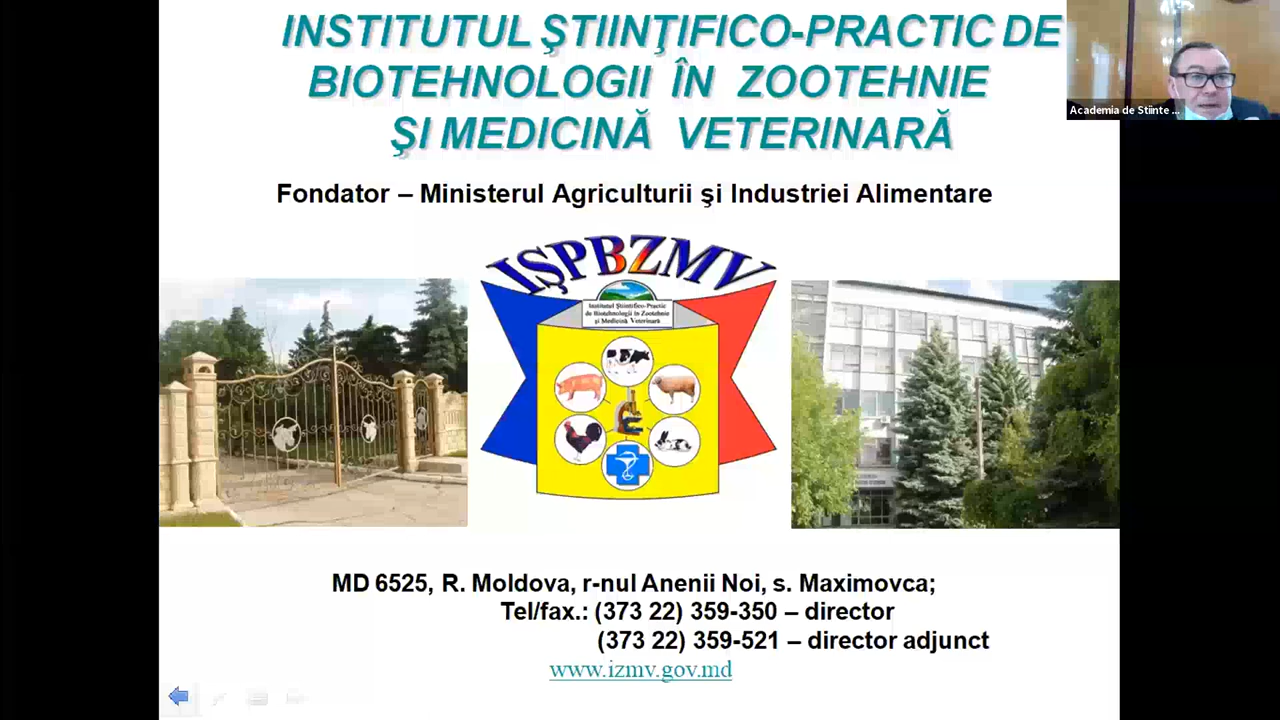 INSTITUTUL ŞTIINŢIFICO-PRACTIC DE
BIOTEHNOLOGII ÎN ZOOTEHNIE
ŞI MEDICINĂ VETERINARĂ
Academia de Stiinte ...
Fondator – Ministerul Agriculturii şi Industriei Alimentare
IŞPBZMV
Institutul Ştiintifico-Practic
de Biotehnologii în Zootehnie
şi Medicină Veterinară
MD 6525, R. Moldova, r-nul Anenii Noi, s. Maximovca;
Tel/fax.: (373 22) 359-350 – director
(373 22) 359-521 – director adjunct
www.izmv.gov.md